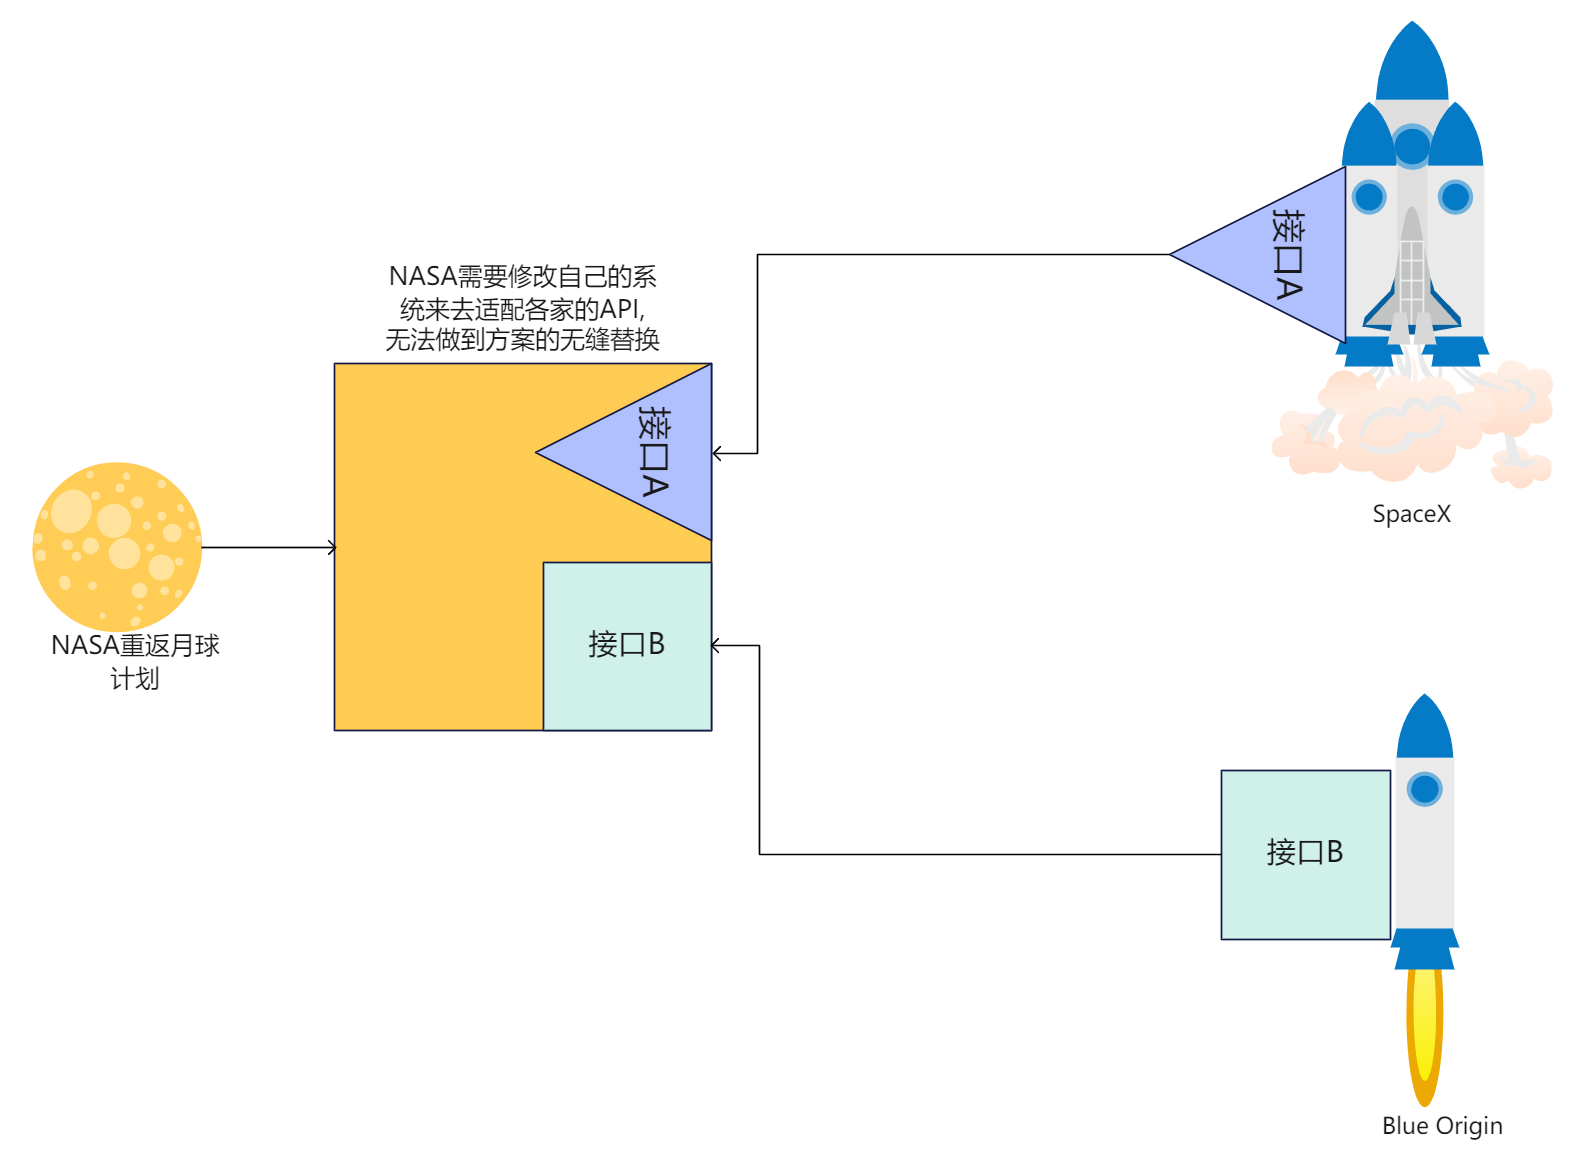 NASA需要修改自己的系
统来去适配各家的API,
无法做到方案的无缝替换
接口A
接口A
SpaceX
NASA重返月球
计划
接口B
接口B
Blue Origin